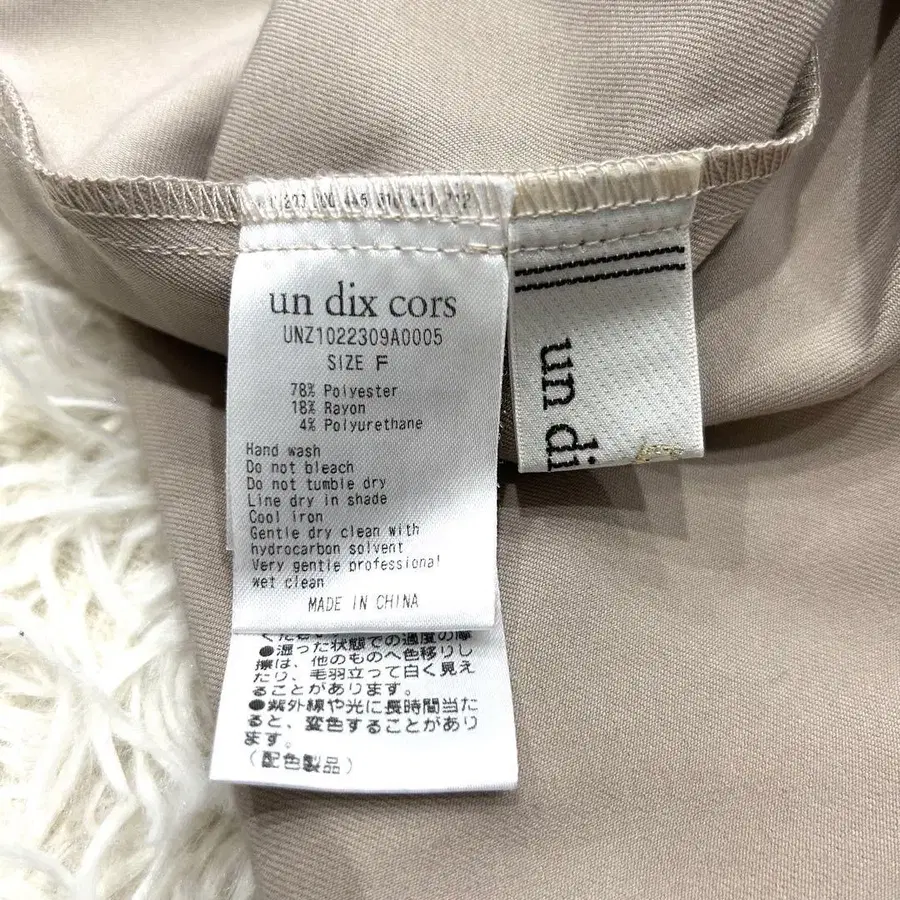 un dix cors
UNZ1022309A0005
SIZE F
78% Polyester
18% Rayon
4% Polyurethane
Hand wash
Do not bleach
Do not tumble dry
Line dry in shade
Cool iron
Gentle dry clean with
hydrocarbon solvent
Very gentle professional
wet clean
MADE IN CHINA
un di
●湿った状態での過度の摩
擦は、他のものへ色移りし
たり、毛羽立って白く見え
ることがあります。
●紫外線や光に長時間当た
ると、変色することがあり
ます。
(配色製品)